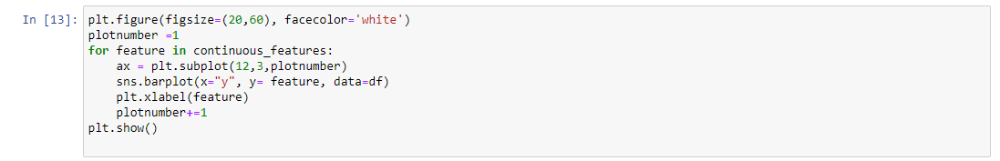 In [13]: plt.figure(figsize=(20,60), facecolor='white')
plotnumber =1
for feature in continuous_features:
    ax = plt.subplot(12,3,plotnumber)
    sns.barplot(x="y", y= feature, data=df)
    plt.xlabel(feature)
    plotnumber+=1
plt.show()